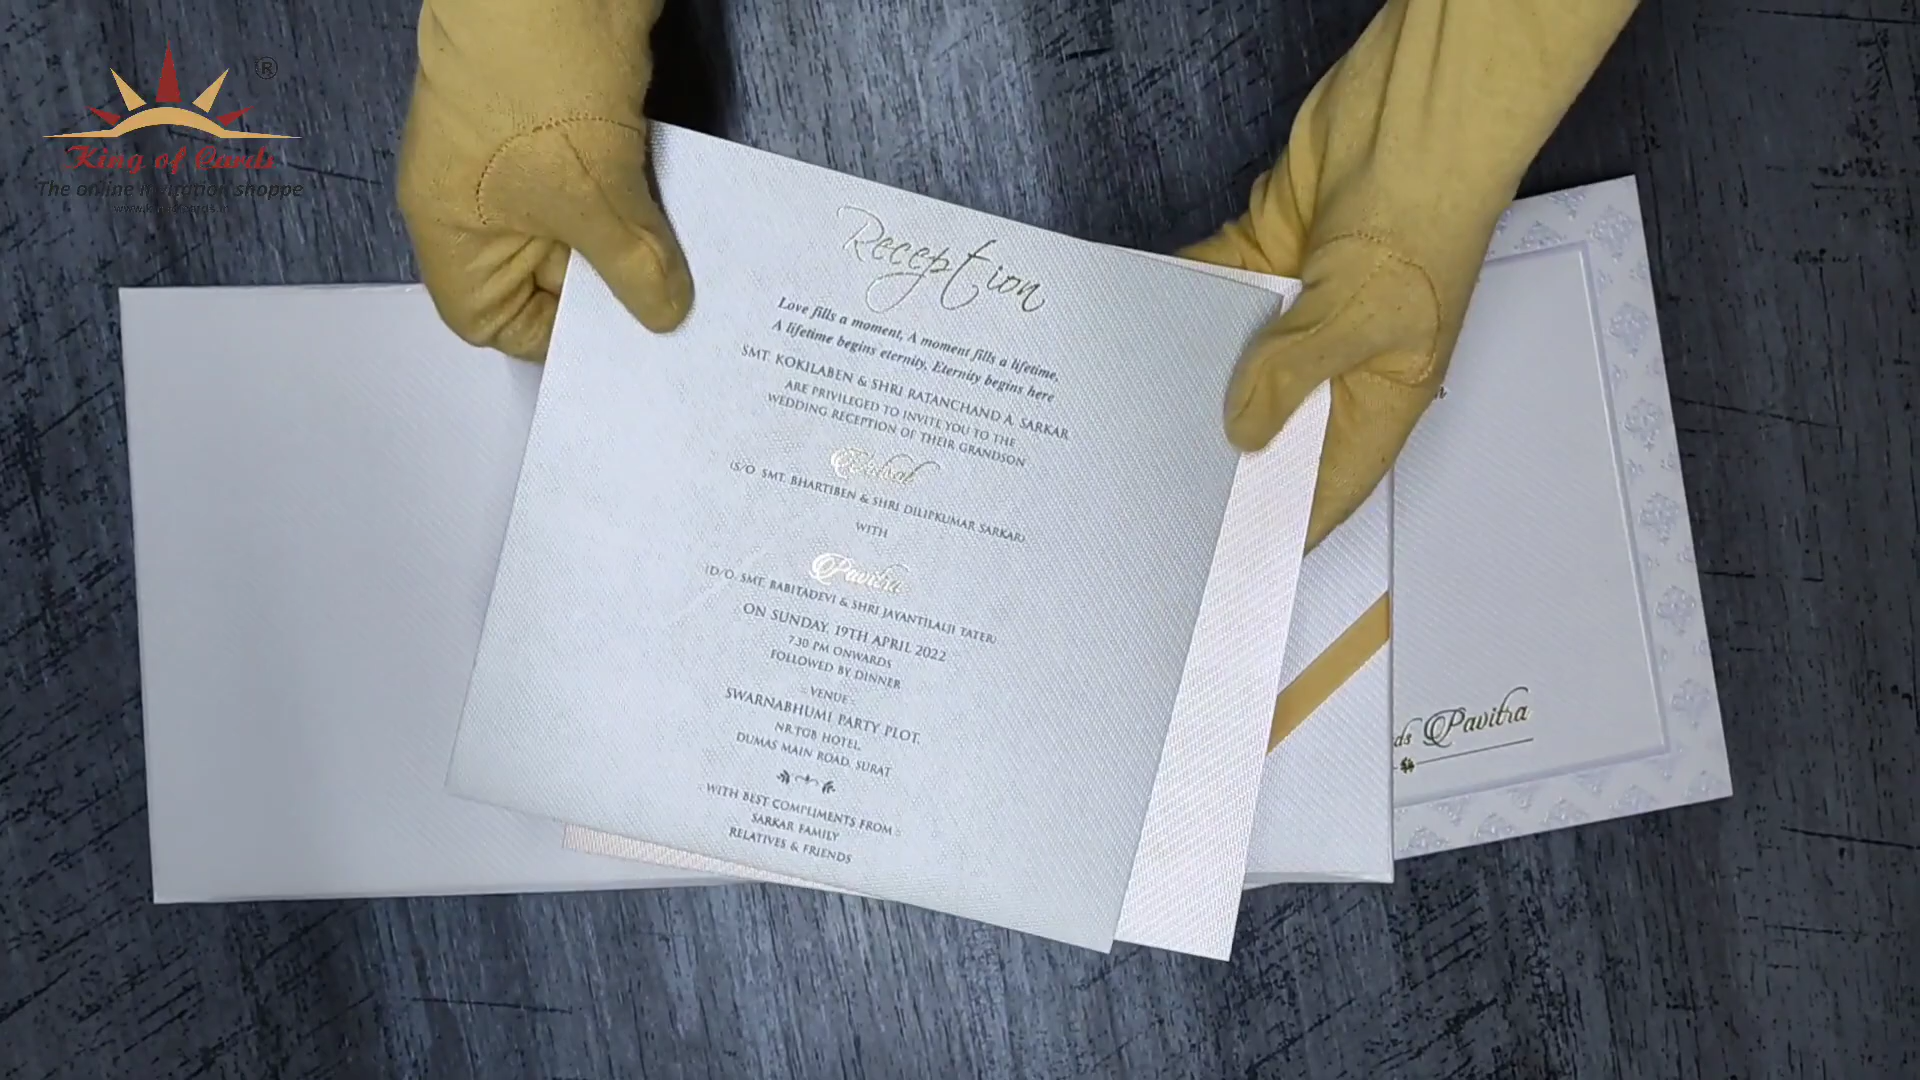 ®
King of Cards
The online invitation shoppe
Reception
Love fills a moment, A moment fills a lifetime,
A lifetime begins eternity, Eternity begins here
SMT. KOKILABEN & SHRI RATANCHAND A. SARKAR
ARE PRIVILEGED TO INVITE YOU TO THE
WEDDING RECEPTION OF THEIR GRANDSON
(S/O. SMT. BHARTIBEN & SHRI DILIPKUMAR SARKAR)
WITH
Pavitra
(D/O. SMT. BABITADEVI & SHRI JAYANTILALJI TATER)
ON SUNDAY, 19TH APRIL 2022
7.30 PM ONWARDS
FOLLOWED BY DINNER
: VENUE :
SWARNABHUMI PARTY PLOT,
NR.TGB HOTEL,
DUMAS MAIN ROAD, SURAT
WITH BEST COMPLIMENTS FROM :
SARKAR FAMILY
RELATIVES & FRIENDS
ds Pavitra